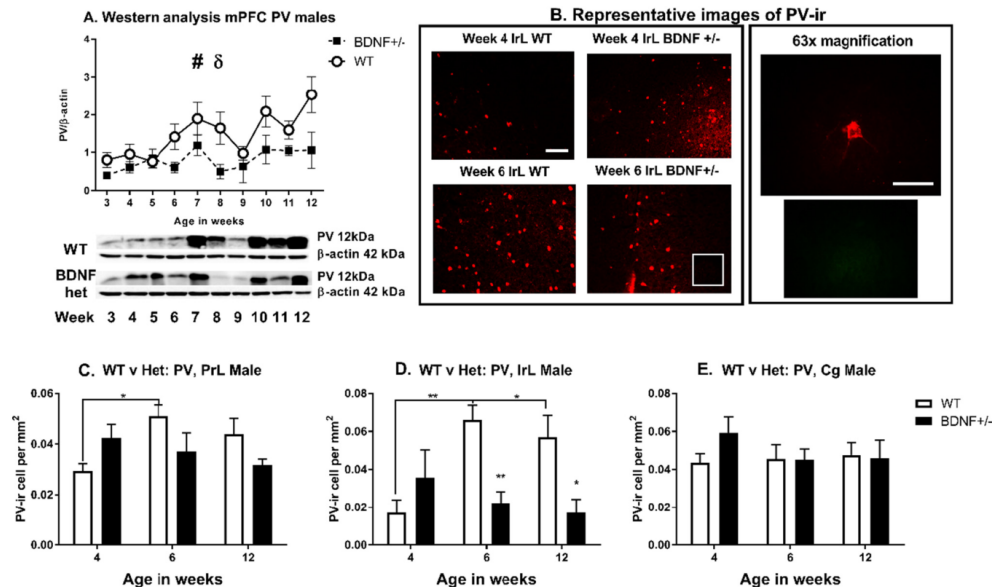 A. Western analysis mPFC PV males
BDNF+/-
WT
# δ
PV/β-actin
3
2
1
0
3 4 5 6 7 8 9 10 11 12
Age in weeks
WT
PV 12kDa
β-actin 42 kDa
BDNF het
PV 12kDa
β-actin 42 kDa
Week 3 4 5 6 7 8 9 10 11 12
B. Representative images of PV-ir
Week 4 IrL WT
Week 4 IrL BDNF +/-
Week 6 IrL WT
Week 6 IrL BDNF+/-
63x magnification
C. WT v Het: PV, PrL Male
PV-ir cell per mm²
0.06
0.04
0.02
0.00
*
4 6 12
Age in weeks
D. WT v Het: PV, IrL Male
PV-ir cell per mm²
0.08
0.06
0.04
0.02
0.00
** *
** *
4 6 12
Age in weeks
E. WT v Het: PV, Cg Male
PV-ir cell per mm²
0.08
0.06
0.04
0.02
0.00
4 6 12
Age in weeks
WT
BDNF+/-